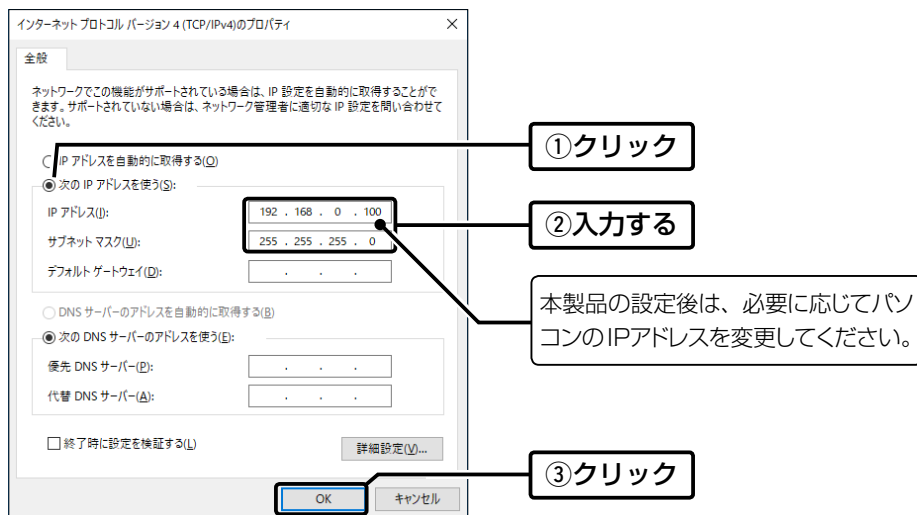 インターネット プロトコル バージョン 4 (TCP/IPv4)のプロパティ
全般
ネットワークでこの機能がサポートされている場合は、IP 設定を自動的に取得することがで
きます。サポートされていない場合は、ネットワーク管理者に適切な IP 設定を問い合わせて
ください。
IP アドレスを自動的に取得する(O)
①クリック
次の IP アドレスを使う(S):
IP アドレス(I):
192 . 168 . 0 . 100
②入力する
サブネット マスク(U):
255 . 255 . 255 . 0
デフォルト ゲートウェイ(D):
. . .
本製品の設定後は、必要に応じてパソ
コンのIPアドレスを変更してください。
DNS サーバーのアドレスを自動的に取得する(B)
次の DNS サーバーのアドレスを使う(E):
優先 DNS サーバー(P):
. . .
代替 DNS サーバー(A):
. . .
終了時に設定を検証する(L)
詳細設定(V)...
③クリック
OK
キャンセル